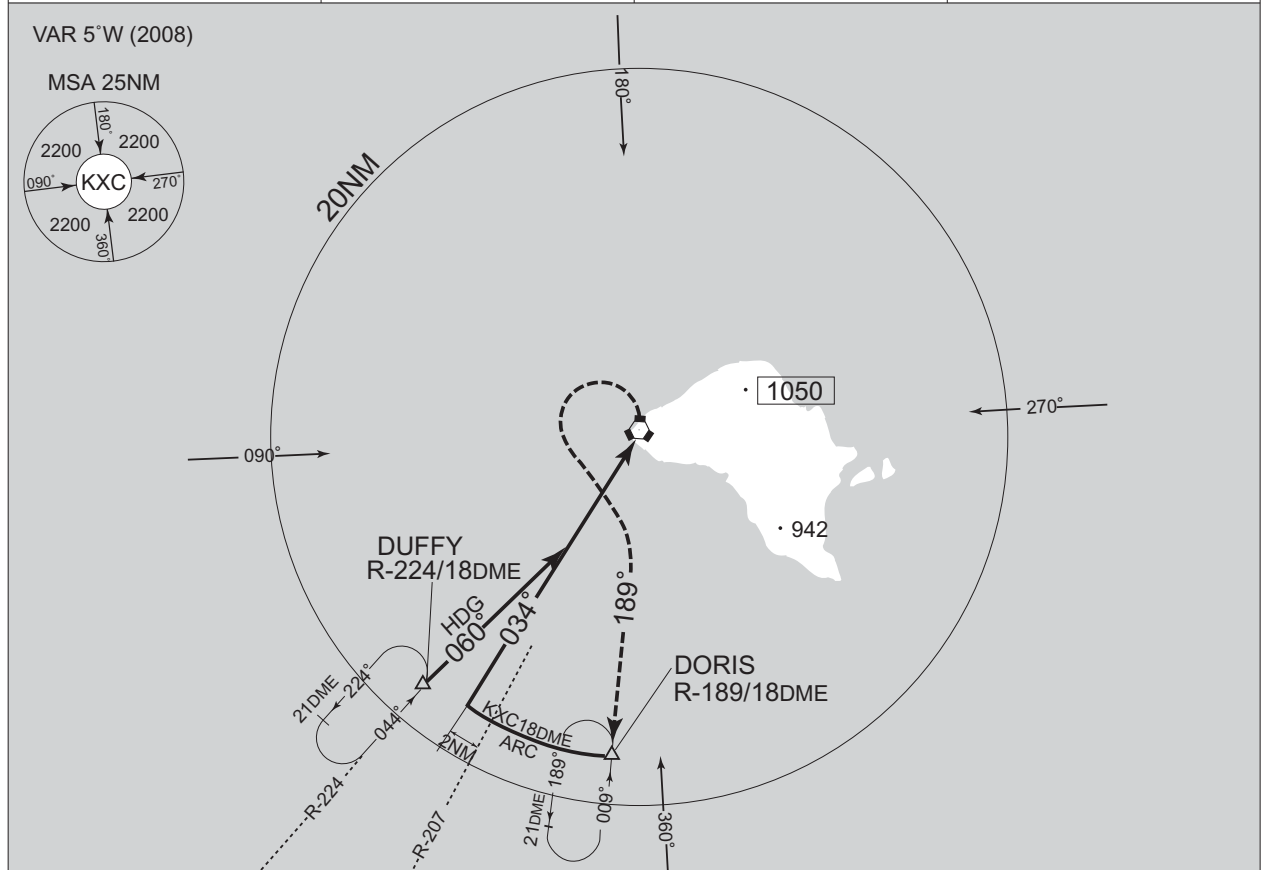 VAR 5°W (2008)
MSA 25NM
180°
2200
2200
090°
KXC
270°
2200
2200
360°
20NM
180°
1050
270°
090°
942
DUFFY
R-224/18DME
HDG
060°
034°
189°
DORIS
R-189/18DME
224°
21DME
044°
KXC18DME
ARC
2NM
189°
21DME
009°
360°
R-224
R-207